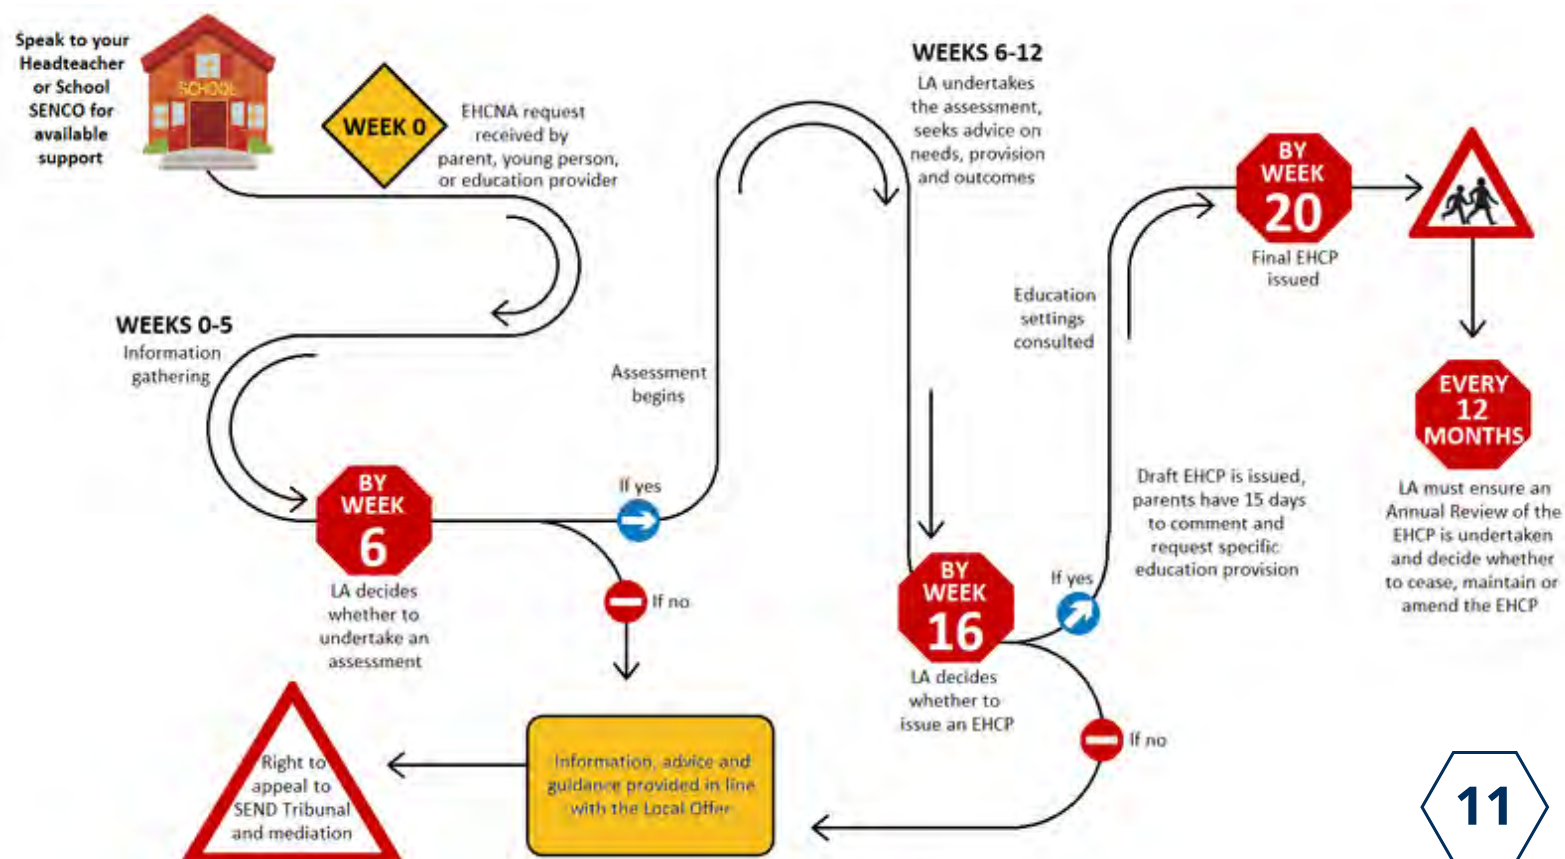 Speak to your
Headteacher
or School
SENCO for
available
support
SCHOOL
WEEK 0
EHCNA request
received by
parent, young person,
or education provider
WEEKS 0-5
Information
gathering
BY
WEEK
6
LA decides
whether to
undertake an
assessment
If yes
If no
Assessment
begins
WEEKS 6-12
LA undertakes
the assessment,
seeks advice on
needs, provision
and outcomes
BY
WEEK
16
LA decides
whether to
issue an EHCP
If yes
If no
Information, advice and
guidance provided in line
with the Local Offer
Right to
appeal to
SEND Tribunal
and mediation
Draft EHCP is issued,
parents have 15 days
to comment and
request specific
education provision
Education
settings
consulted
BY
WEEK
20
Final EHCP
issued
EVERY
12
MONTHS
LA must ensure an
Annual Review of the
EHCP is undertaken
and decide whether
to cease, maintain or
amend the EHCP
11